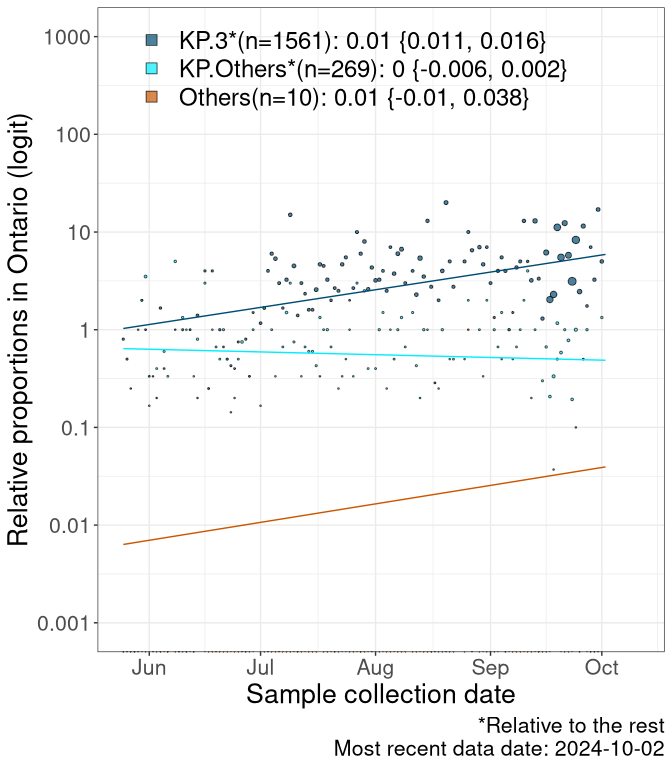 KP.3*(n=1561): 0.01 {0.011, 0.016}
KP.Others*(n=269): 0 {-0.006, 0.002}
Others(n=10): 0.01 {-0.01, 0.038}
Relative proportions in Ontario (logit)
1000
100
10
1
0.1
0.01
0.001
Jun Jul Aug Sep Oct
Sample collection date
*Relative to the rest
Most recent data date: 2024-10-02